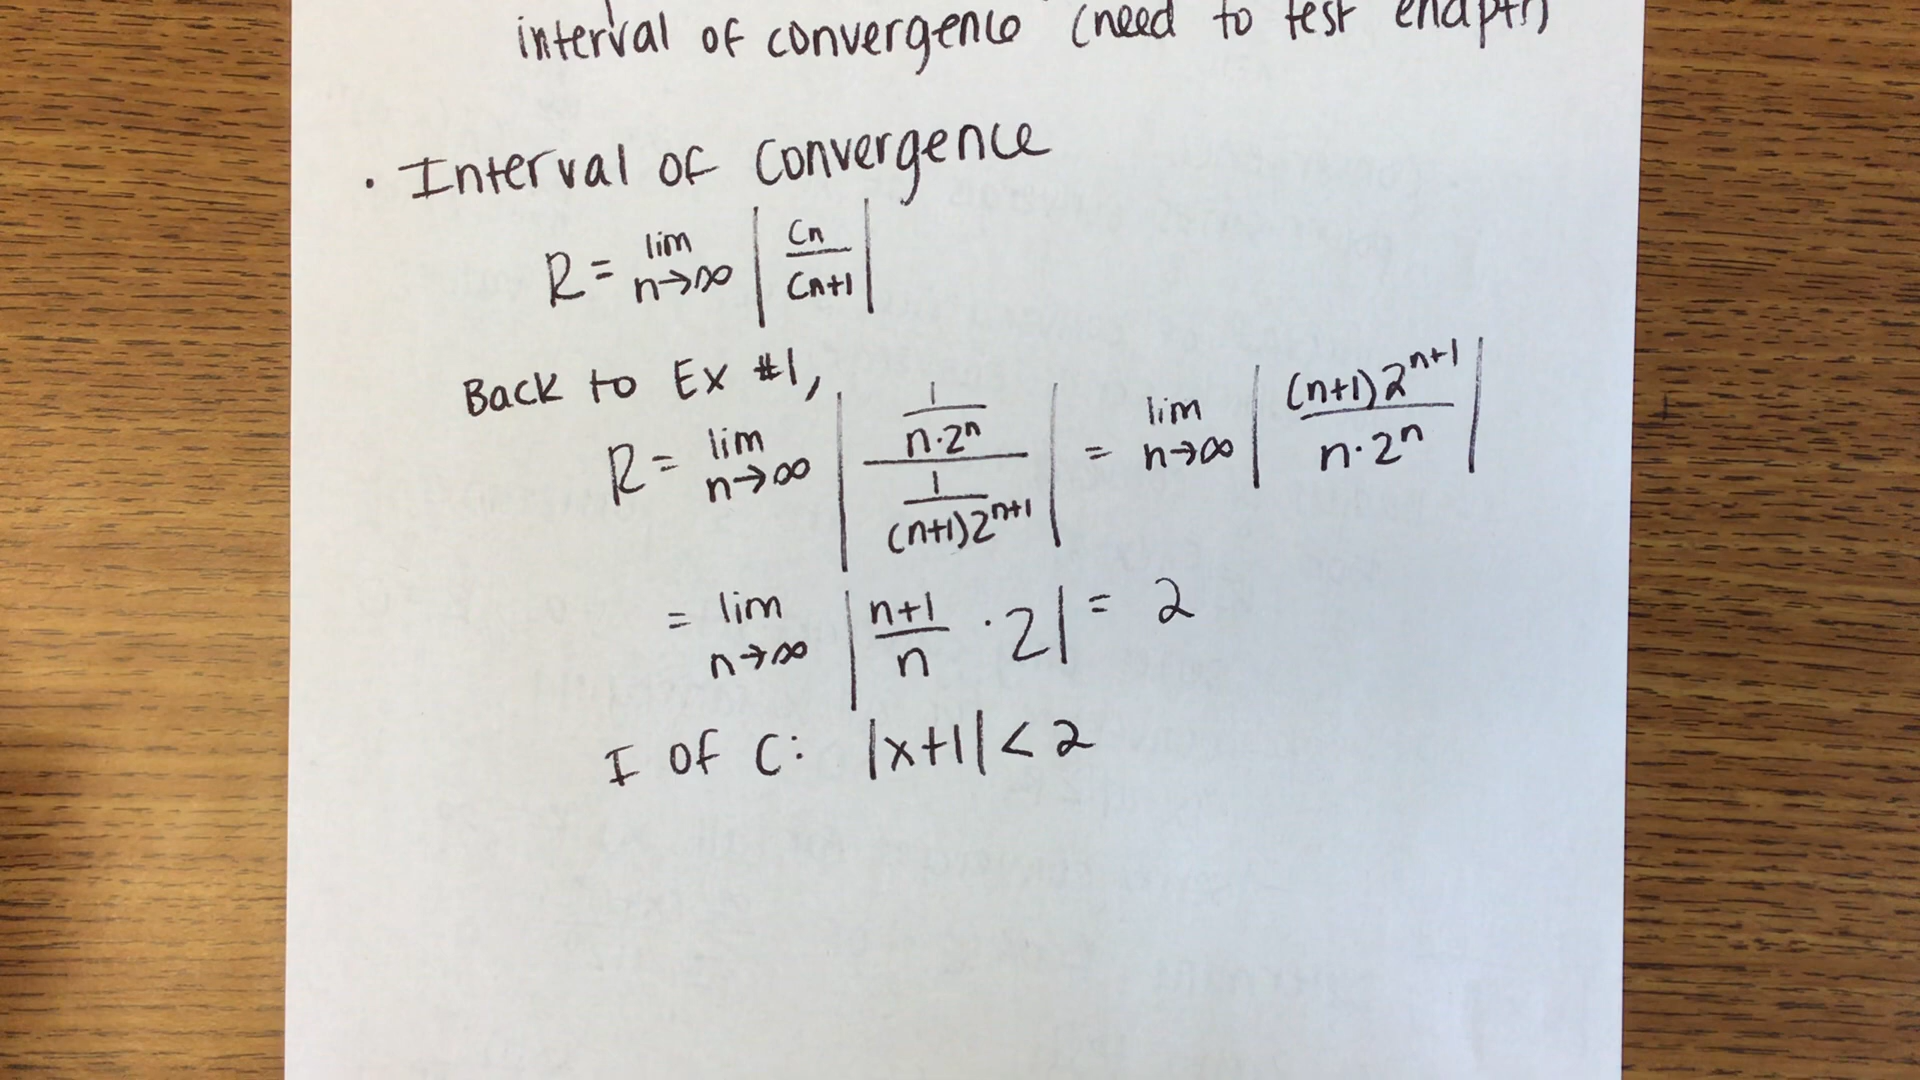 interval of convergence (need to test endpt)
· Interval of Convergence
R = lim n→∞ | Cn / Cn+1 |
Back to Ex #1,
R = lim n→∞ | (1 / n·2^n) / (1 / (n+1)2^n+1) | = lim n→∞ | (n+1)2^n+1 / n·2^n |
= lim n→∞ | n+1 / n · 2 | = 2
I of C: |x+1| < 2